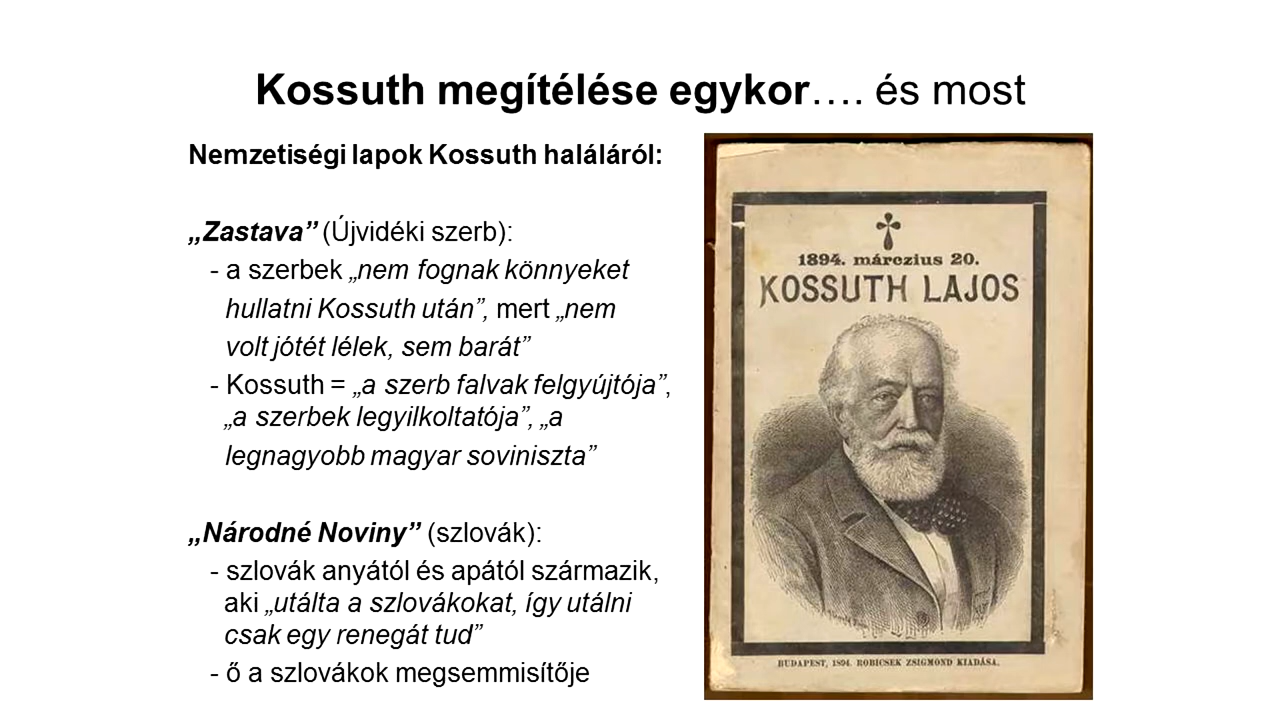 Kossuth megítélése egykor…. és most
Nemzetiségi lapok Kossuth haláláról:
„Zastava” (Újvidéki szerb):
- a szerbek „nem fognak könnyeket
hullatni Kossuth után”, mert „nem
volt jótét lélek, sem barát”
- Kossuth = „a szerb falvak felgyújtója”,
„a szerbek legyilkoltatója”, „a
legnagyobb magyar soviniszta”
„Národné Noviny” (szlovák):
- szlovák anyától és apától származik,
aki „utálta a szlovákokat, így utálni
csak egy renegát tud”
- ő a szlovákok megsemmisítője
1894. márczius 20.
KOSSUTH LAJOS
BUDAPEST, 1894. ROBICSEK ZSIGMOND KIADÁSA.